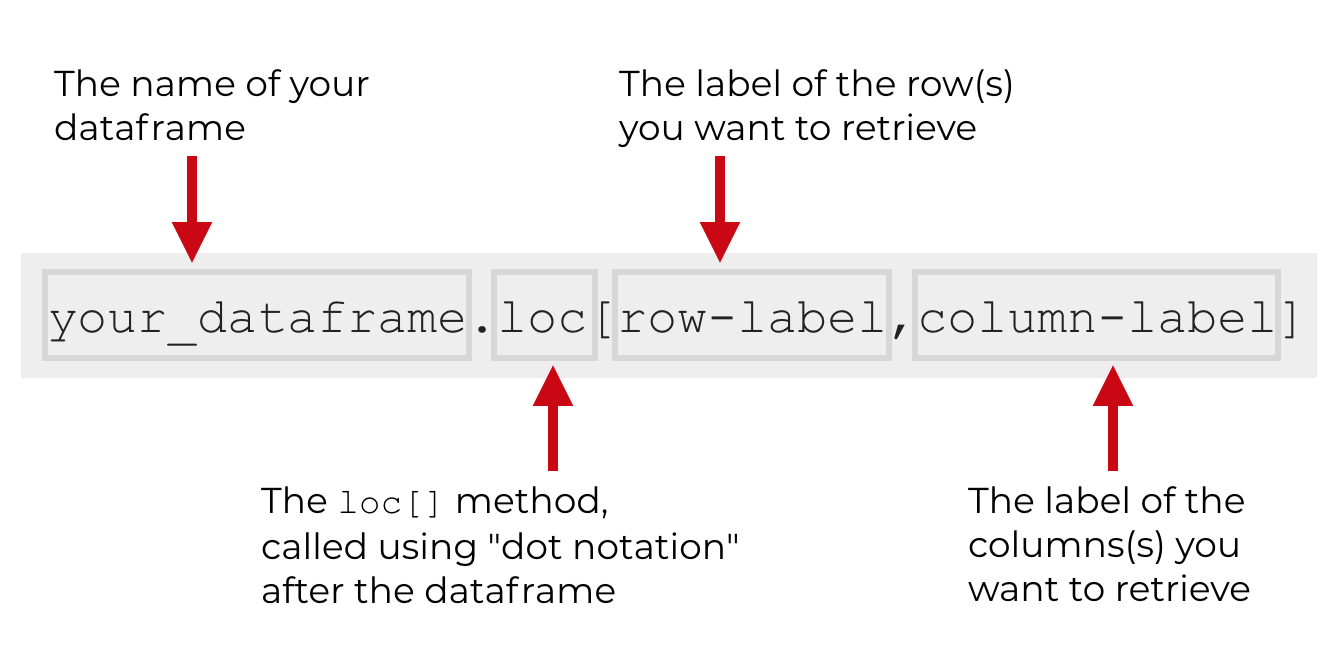 The name of your
dataframe
The label of the row(s)
you want to retrieve
your_dataframe.loc[row-label,column-label]
The loc[] method,
called using "dot notation"
after the dataframe
The label of the
columns(s) you
want to retrieve